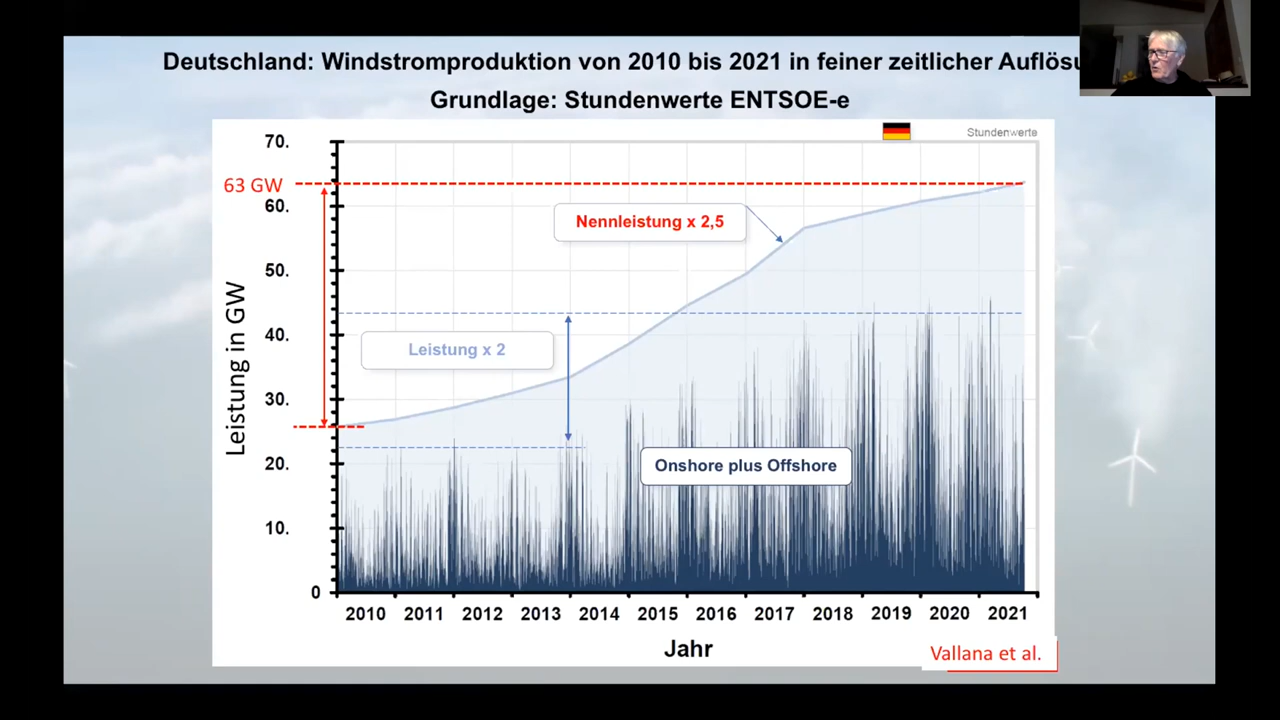 Deutschland: Windstromproduktion von 2010 bis 2021 in feiner zeitlicher Auflösu
Grundlage: Stundenwerte ENTSOE-e
Stundenwerte
70.
63 GW
60.
Nennleistung x 2,5
50.
40.
Leistung x 2
30.
Leistung in GW
20.
Onshore plus Offshore
10.
0
2010 2011 2012 2013 2014 2015 2016 2017 2018 2019 2020 2021
Jahr
Vallana et al.